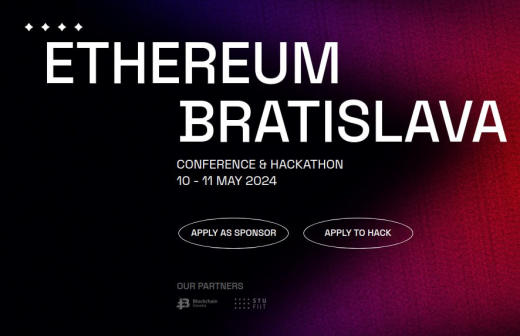 ETHEREUM
BRATISLAVA
CONFERENCE & HACKATHON
10 - 11 MAY 2024
APPLY AS SPONSOR
APPLY TO HACK
OUR PARTNERS
Blockchain
STU
FIIT